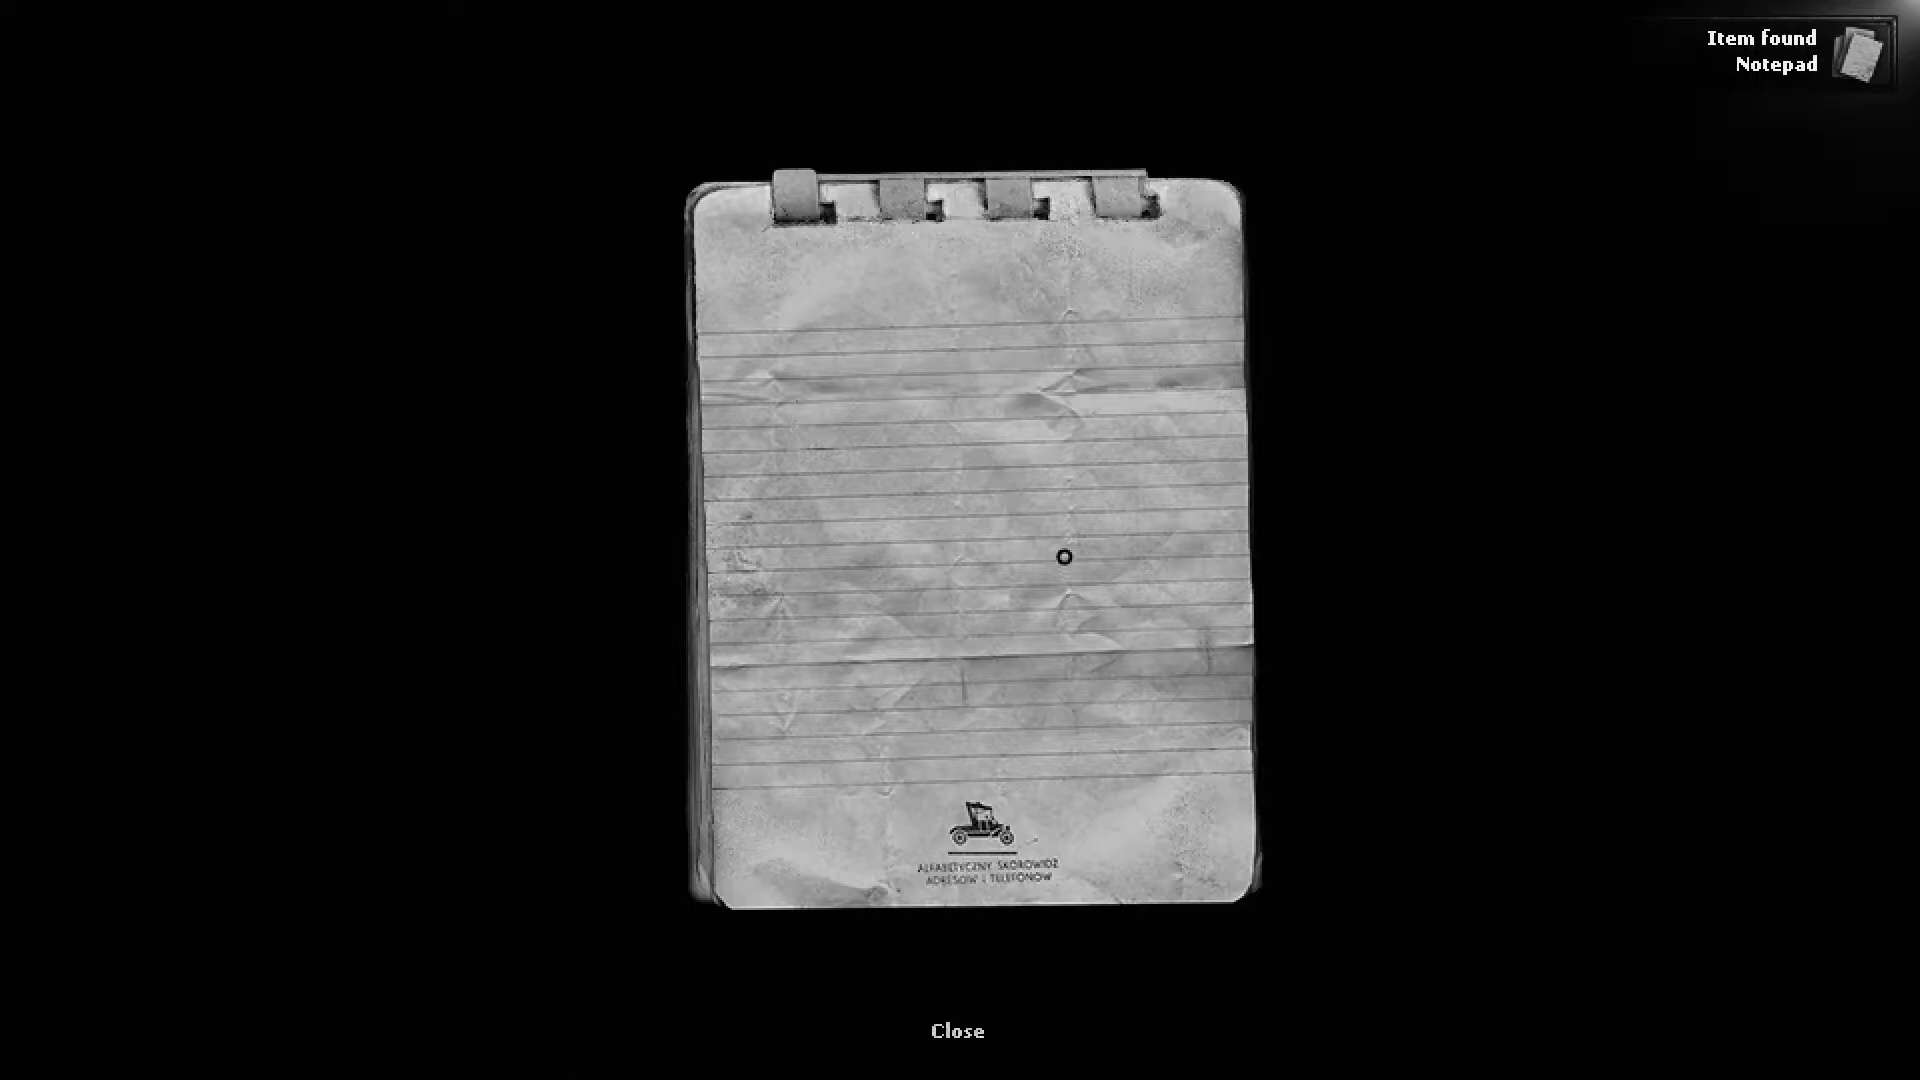 Item found
Notepad
ALFABETYCZNY SKOROWIDZ
ADRESÓW I TELEFONÓW
Close